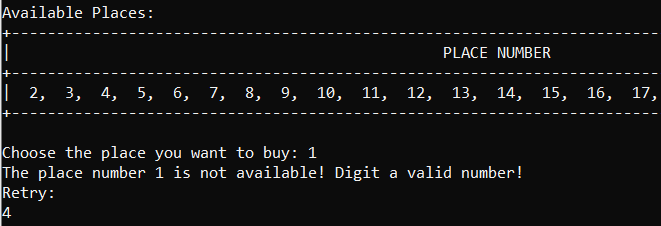 Available Places:
+------------------------------------------------------------------------
| PLACE NUMBER
+------------------------------------------------------------------------
| 2, 3, 4, 5, 6, 7, 8, 9, 10, 11, 12, 13, 14, 15, 16, 17,
+------------------------------------------------------------------------
Choose the place you want to buy: 1
The place number 1 is not available! Digit a valid number!
Retry:
4